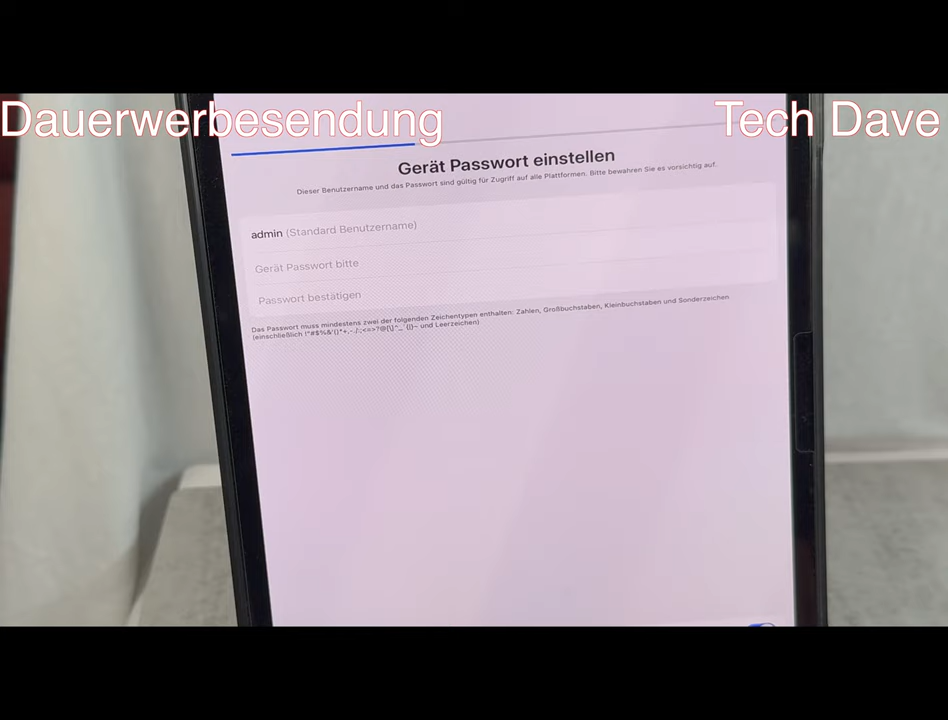 Dauerwerbesendung
Tech Dave
Gerät Passwort einstellen
Dieser Benutzername und das Passwort sind gültig für Zugriff auf alle Plattformen. Bitte bewahren Sie es vorsichtig auf.
admin (Standard Benutzername)
Gerät Passwort bitte
Passwort bestätigen
Das Passwort muss mindestens zwei der folgenden Zeichentypen enthalten: Zahlen, Großbuchstaben, Kleinbuchstaben und Sonderzeichen
(einschließlich und Leerzeichen)